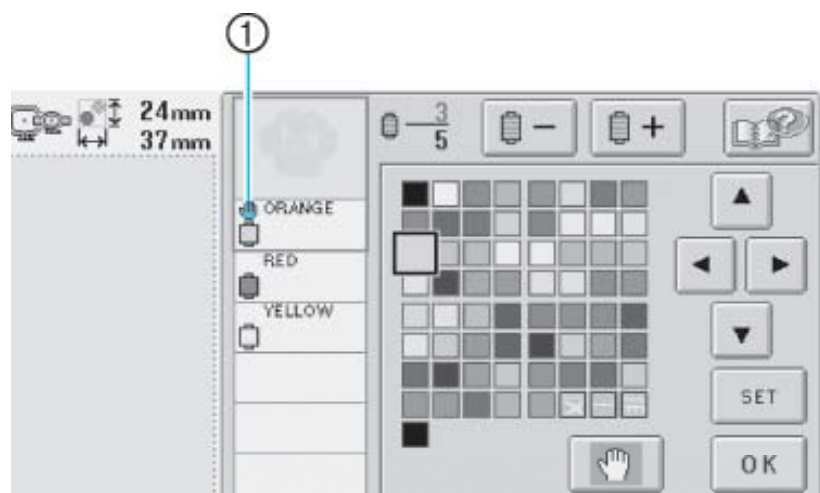 ①
24mm
37mm
3
5
−
+
?
ORANGE
RED
YELLOW
SET
OK